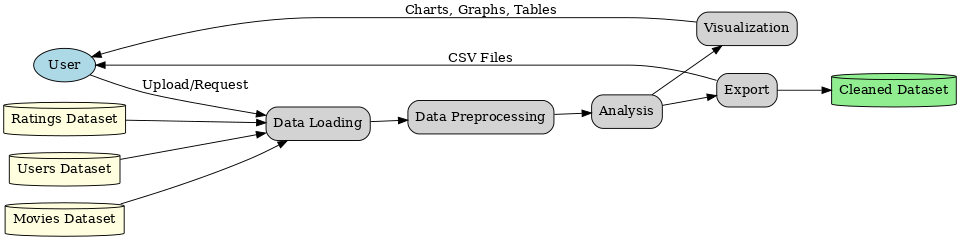 Charts, Graphs, Tables
Visualization
User
CSV Files
Upload/Request
Export
Cleaned Dataset
Ratings Dataset
Data Loading
Data Preprocessing
Analysis
Users Dataset
Movies Dataset